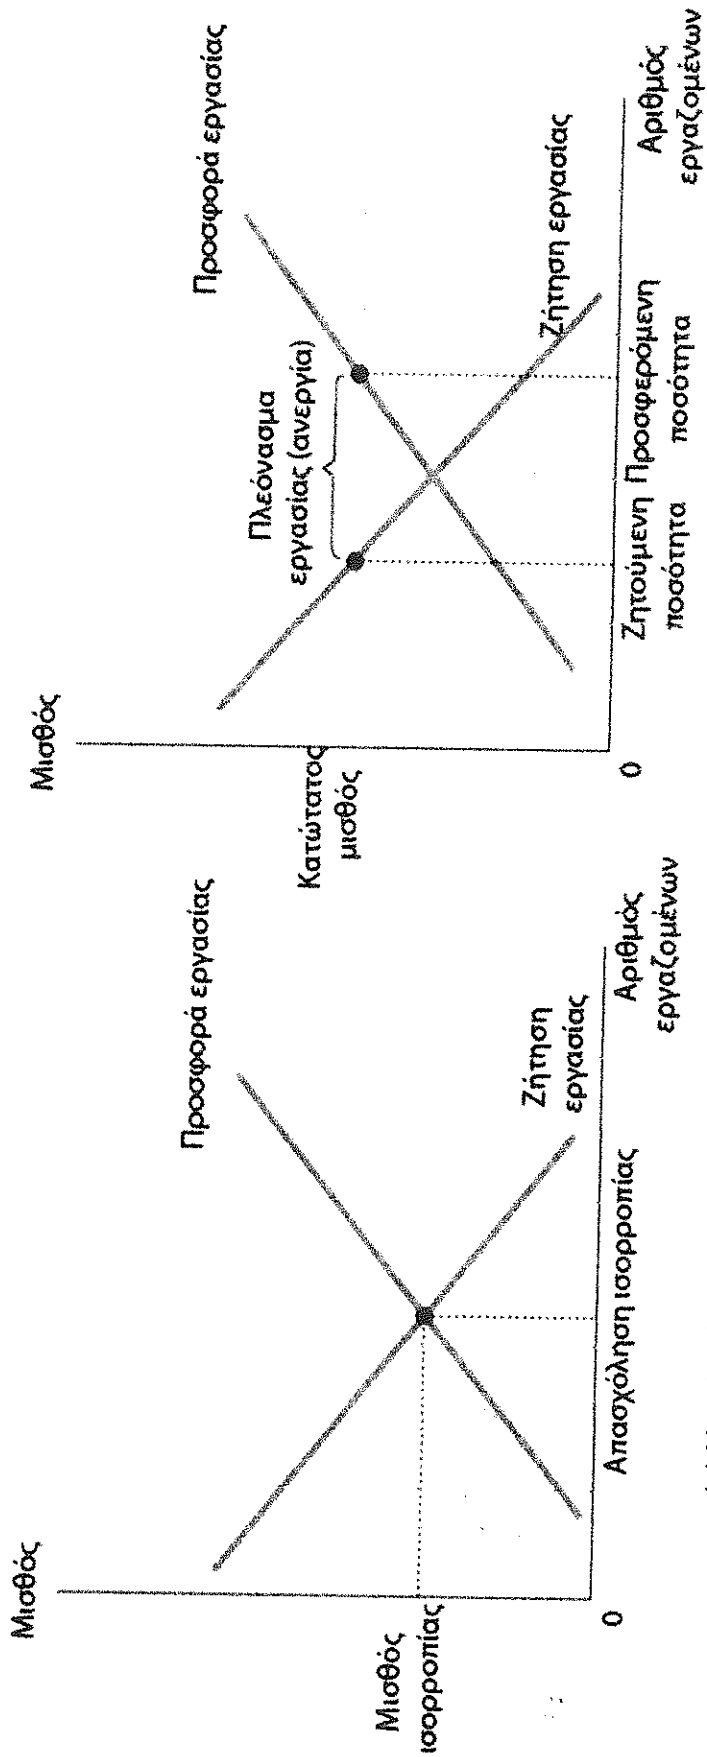 Μισθός
Προσφορά εργασίας
Μισθός
ισορροπίας
Ζήτηση
εργασίας
0
Απασχόληση ισορροπίας
Αριθμός
εργαζομένων
Μισθός
Προσφορά εργασίας
Πλεόνασμα
εργασίας (ανεργία)
Κατώτατος
μισθός
Ζήτηση εργασίας
0
Ζητούμενη
ποσότητα
Προσφερόμενη
ποσότητα
Αριθμός
εργαζομένων